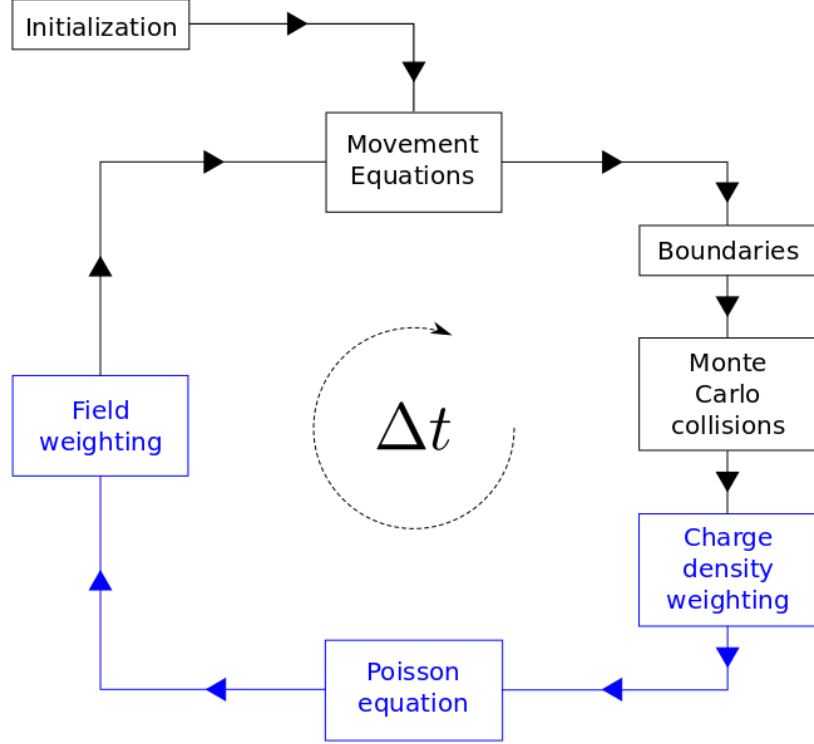 Initialization
Movement
Equations
Boundaries
Monte
Carlo
collisions
Charge
density
weighting
Poisson
equation
Field
weighting
Δt